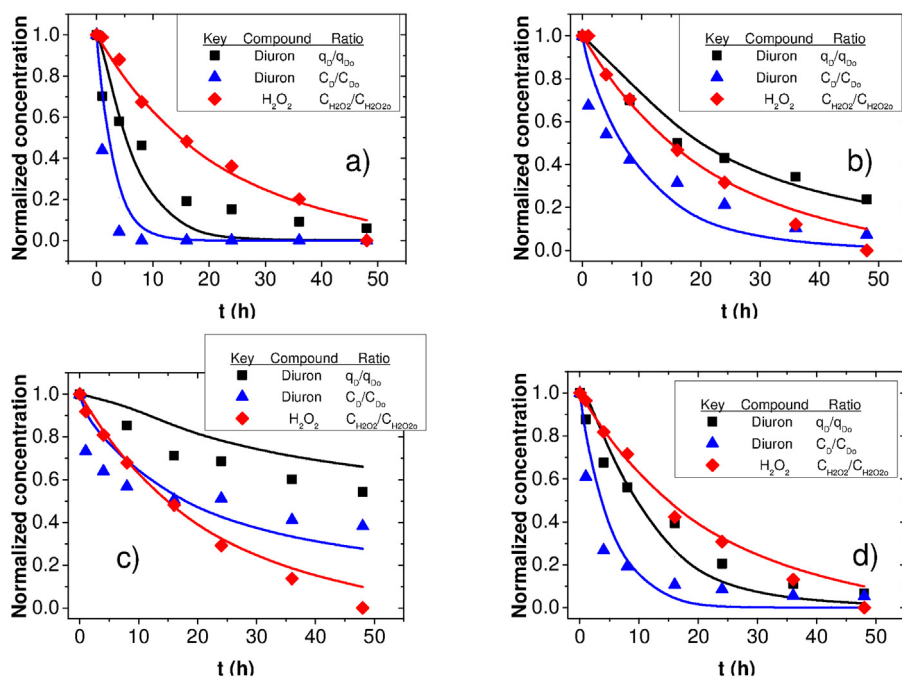 a)
Key Compound Ratio
Diuron q_D/q_Do
Diuron C_D/C_Do
H₂O₂ C_H2O2/C_H2O2o
Normalized concentration
1.0
0.8
0.6
0.4
0.2
0.0
0 10 20 30 40 50
t (h)
b)
Key Compound Ratio
Diuron q_D/q_Do
Diuron C_D/C_Do
H₂O₂ C_H2O2/C_H2O2o
Normalized concentration
1.0
0.8
0.6
0.4
0.2
0.0
0 10 20 30 40 50
t (h)
c)
Key Compound Ratio
Diuron q_D/q_Do
Diuron C_D/C_Do
H₂O₂ C_H2O2/C_H2O2o
Normalized concentration
1.0
0.8
0.6
0.4
0.2
0.0
0 10 20 30 40 50
t (h)
d)
Key Compound Ratio
Diuron q_D/q_Do
Diuron C_D/C_Do
H₂O₂ C_H2O2/C_H2O2o
Normalized concentration
1.0
0.8
0.6
0.4
0.2
0.0
0 10 20 30 40 50
t (h)